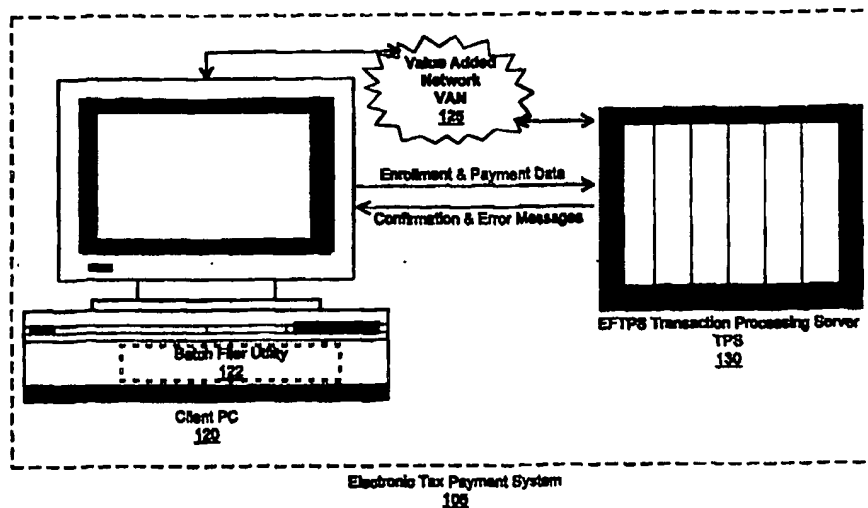 Value Added
Network
VAN
125
Enrollment & Payment Data
Confirmation & Error Messages
EFTPS Transaction Processing Server
TPS
130
Batch Filer Utility
122
Client PC
120
Electronic Tax Payment System
105